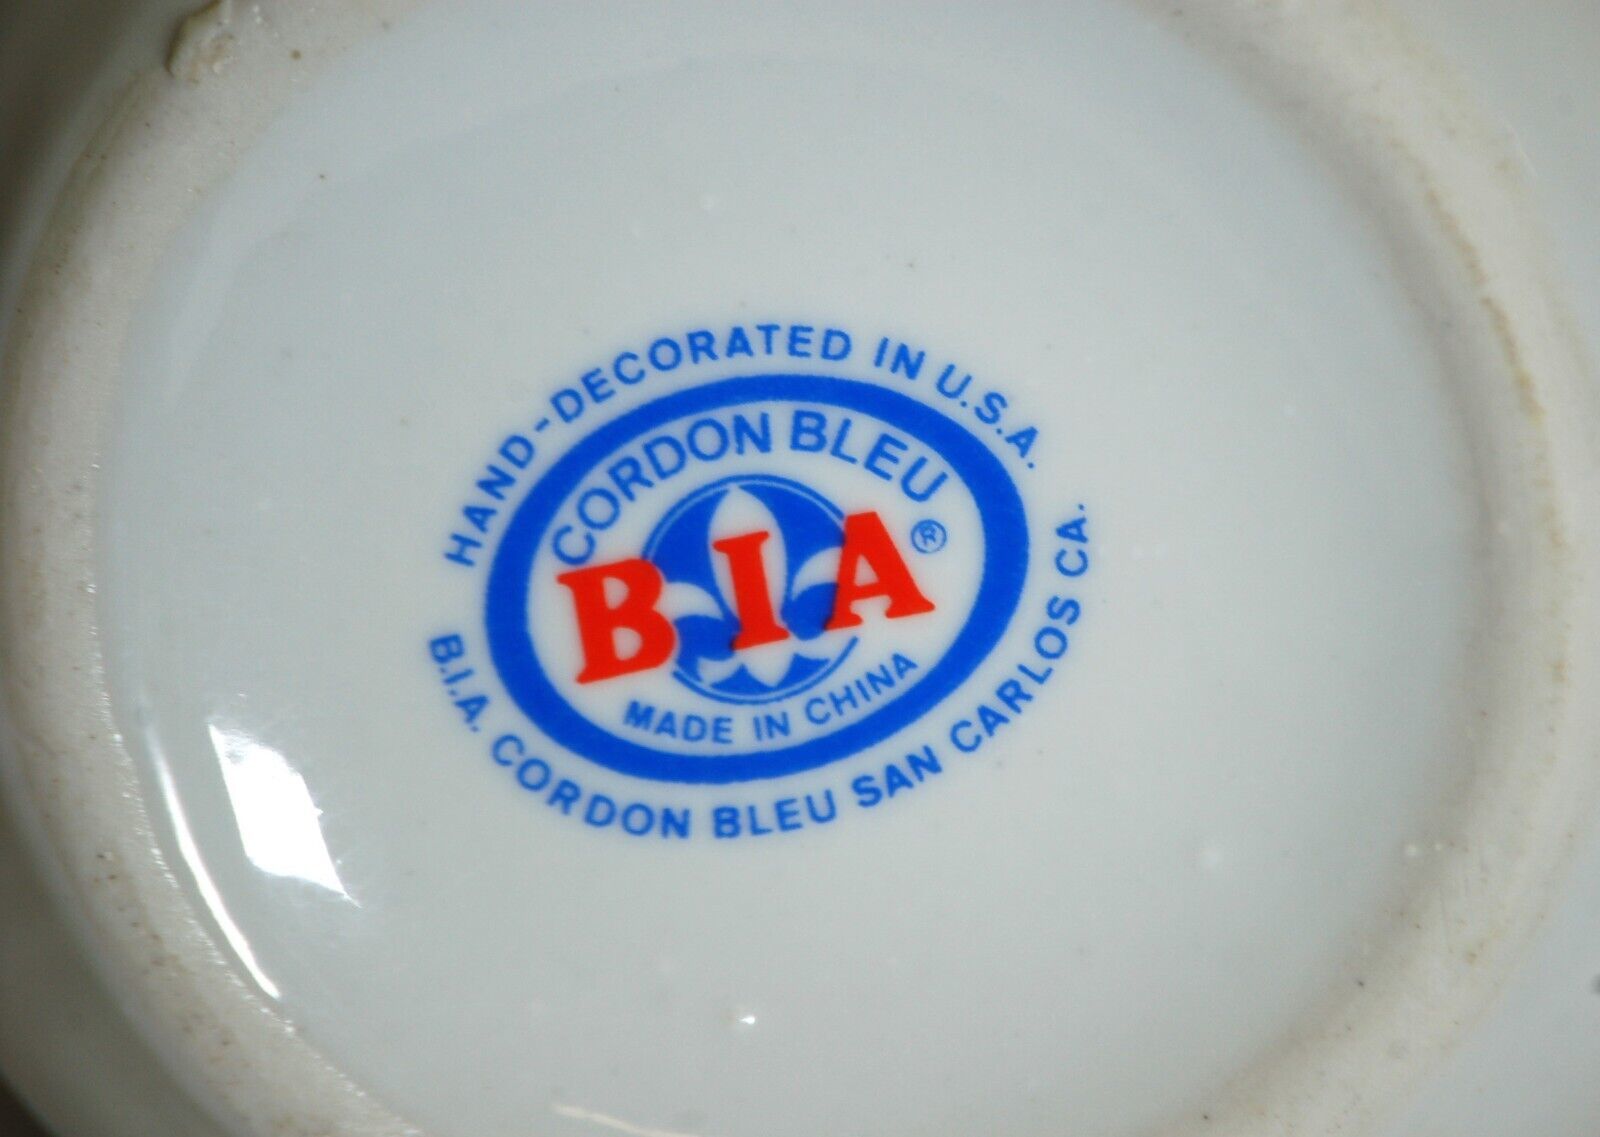 HAND-DECORATED IN U.S.A.
CORDON BLEU
BIA ®
MADE IN CHINA
B.I.A. CORDON BLEU SAN CARLOS CA.